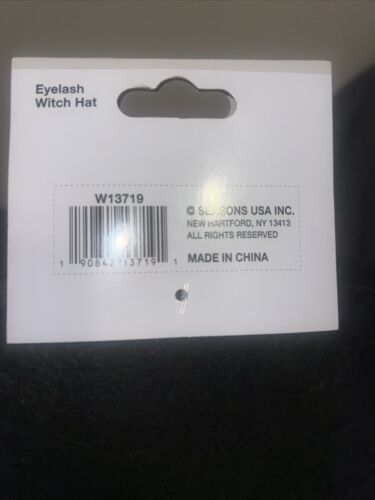 Eyelash
Witch Hat
W13719
1 90842 13719 1
© SEASONS USA INC.
NEW HARTFORD, NY 13413
ALL RIGHTS RESERVED
MADE IN CHINA